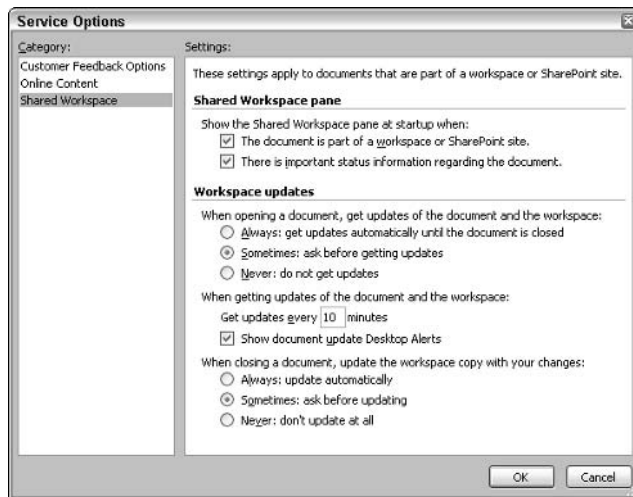 Service Options
Category:
Settings:
Customer Feedback Options
Online Content
Shared Workspace
These settings apply to documents that are part of a workspace or SharePoint site.
Shared Workspace pane
Show the Shared Workspace pane at startup when:
The document is part of a workspace or SharePoint site.
There is important status information regarding the document.
Workspace updates
When opening a document, get updates of the document and the workspace:
Always: get updates automatically until the document is closed
Sometimes: ask before getting updates
Never: do not get updates
When getting updates of the document and the workspace:
Get updates every 10 minutes
Show document update Desktop Alerts
When closing a document, update the workspace copy with your changes:
Always: update automatically
Sometimes: ask before updating
Never: don't update at all
OK
Cancel